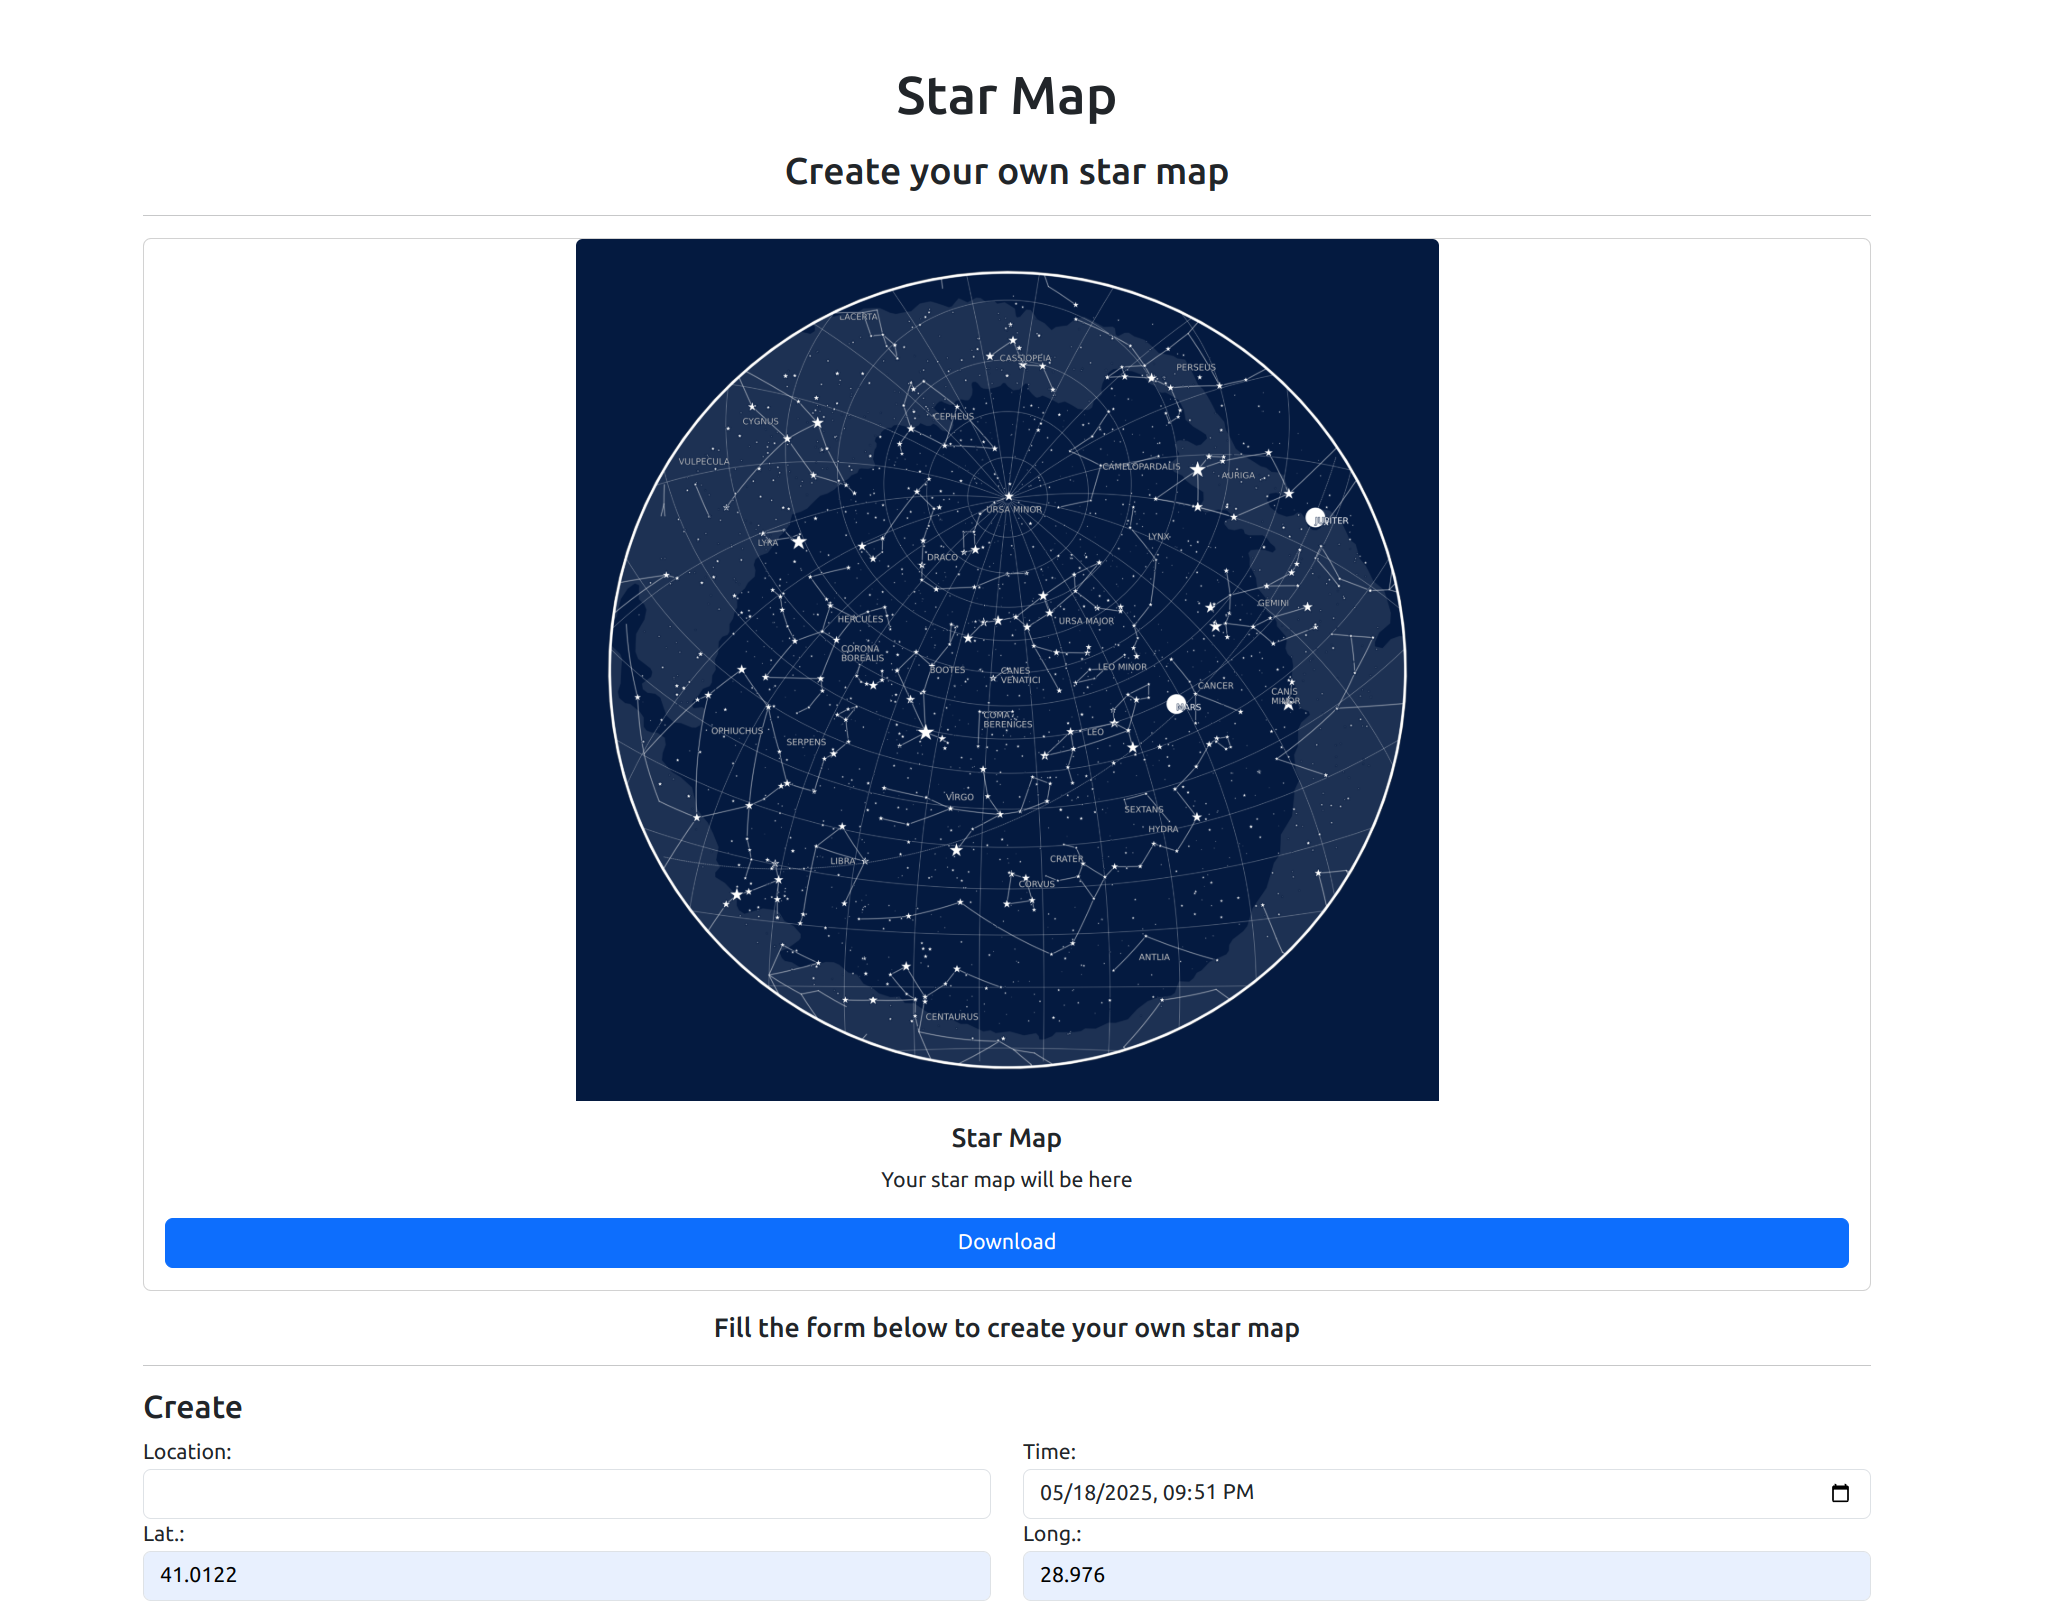 Star Map
Create your own star map
LACERTA
CASSIOPEIA
PERSEUS
CEPHEUS
CYGNUS
VULPECULA
CAMELOPARDALIS
AURIGA
URSA MINOR
JUPITER
LYRA
LYNX
DRACO
GEMINI
HERCULES
URSA MAJOR
CORONA
BOREALIS
BOOTES
CANES
VENATICI
LEO MINOR
CANCER
CANIS
MINOR
MARS
COMA
BERENICES
OPHIUCHUS
SERPENS
LEO
VIRGO
SEXTANS
HYDRA
LIBRA
CRATER
CORVUS
ANTLIA
CENTAURUS
Star Map
Your star map will be here
Download
Fill the form below to create your own star map
Create
Location:
Time:
05/18/2025, 09:51 PM
Lat.:
Long.:
41.0122
28.976